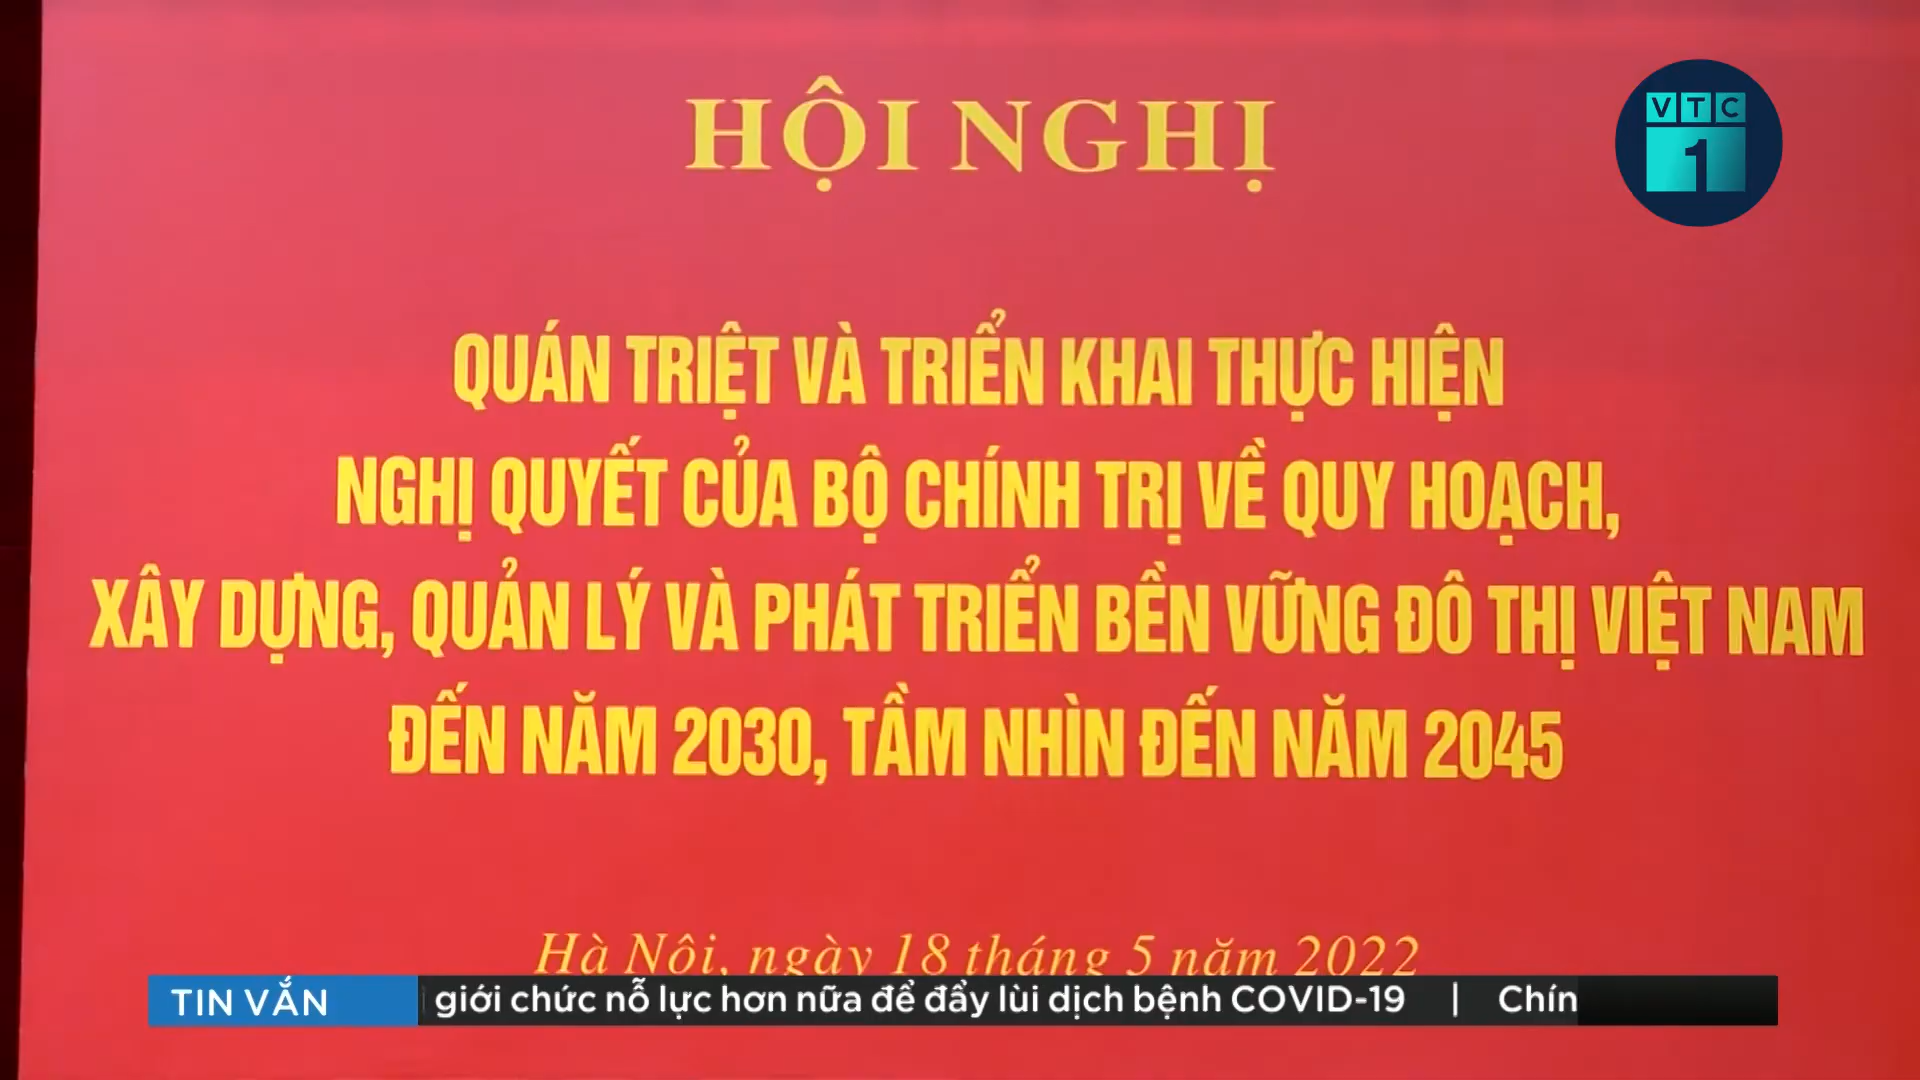 HỘI NGHỊ
VTC
1
QUÁN TRIỆT VÀ TRIỂN KHAI THỰC HIỆN
NGHỊ QUYẾT CỦA BỘ CHÍNH TRỊ VỀ QUY HOẠCH,
XÂY DỰNG, QUẢN LÝ VÀ PHÁT TRIỂN BỀN VỮNG ĐÔ THỊ VIỆT NAM
ĐẾN NĂM 2030, TẦM NHÌN ĐẾN NĂM 2045
Hà Nội, ngày 18 tháng 5 năm 2022
TIN VẮN giới chức nỗ lực hơn nữa để đẩy lùi dịch bệnh COVID-19 | Chín